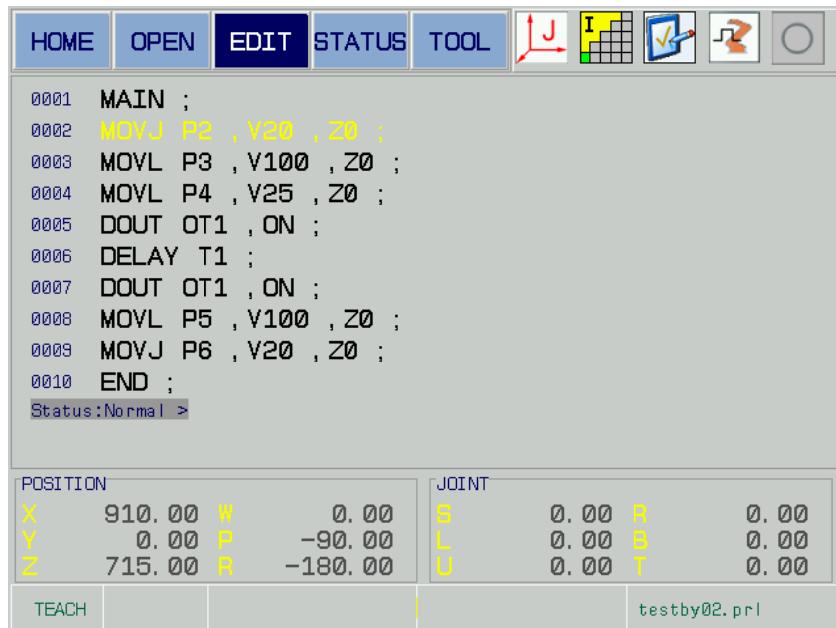 HOME OPEN EDIT STATUS TOOL J I
0001 MAIN ;
0002 MOVJ P2 , V20 , Z0 ;
0003 MOVL P3 , V100 , Z0 ;
0004 MOVL P4 , V25 , Z0 ;
0005 DOUT OT1 , ON ;
0006 DELAY T1 ;
0007 DOUT OT1 , ON ;
0008 MOVL P5 , V100 , Z0 ;
0009 MOVJ P6 , V20 , Z0 ;
0010 END ;
Status:Normal >
POSITION
X 910.00 W 0.00
Y 0.00 P -90.00
Z 715.00 R -180.00
JOINT
S 0.00 R 0.00
L 0.00 B 0.00
U 0.00 T 0.00
TEACH testby02.prl